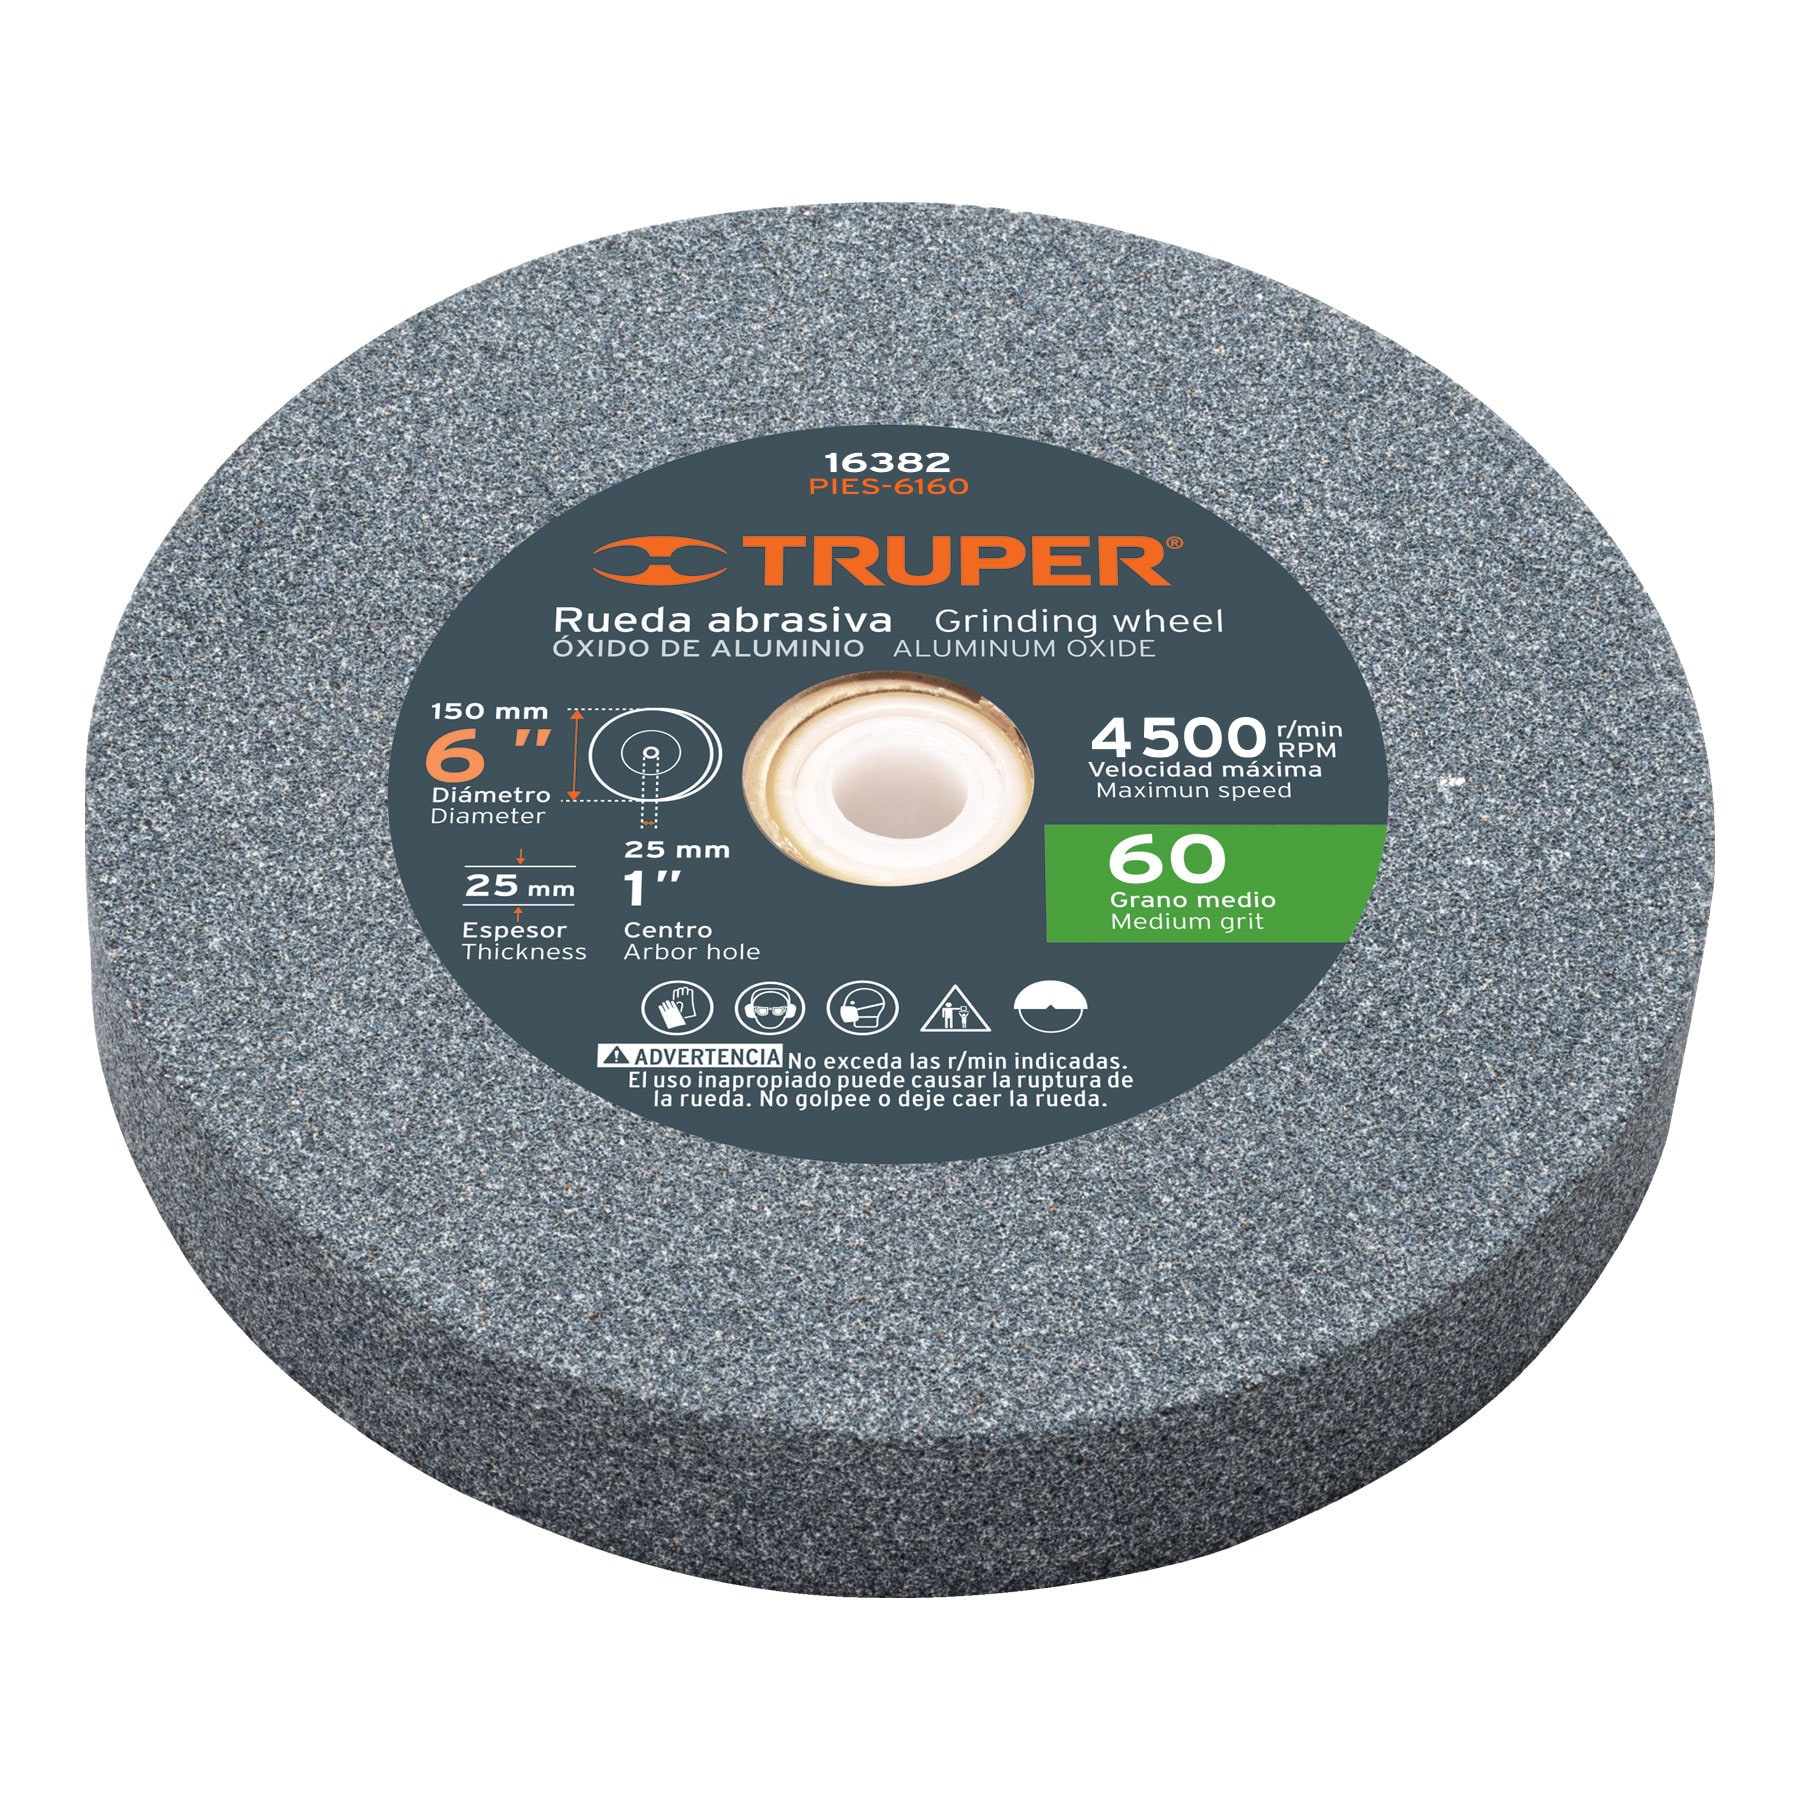 16382
PIES-6160
TRUPER®
Rueda abrasiva Grinding wheel
ÓXIDO DE ALUMINIO ALUMINUM OXIDE
150 mm
6"
Diámetro
Diameter
25 mm
Espesor
Thickness
25 mm
1"
Centro
Arbor hole
4500 r/min
RPM
Velocidad máxima
Maximun speed
60
Grano medio
Medium grit
ADVERTENCIA No exceda las r/min indicadas.
El uso inapropiado puede causar la ruptura de
la rueda. No golpee o deje caer la rueda.